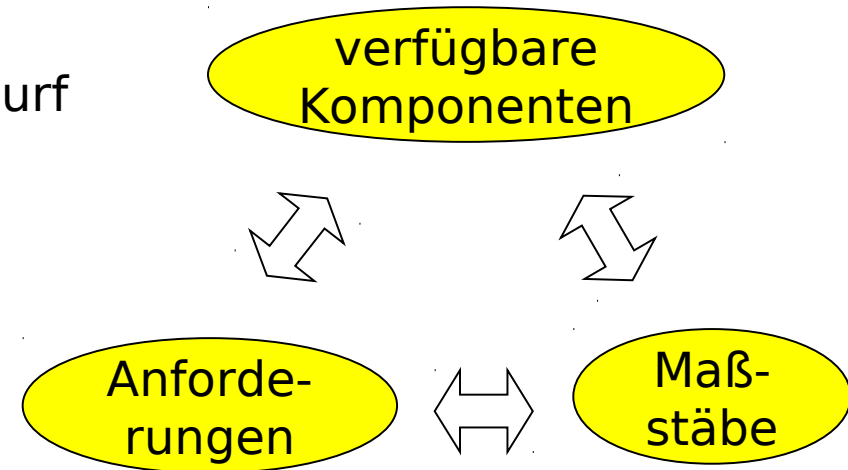 verfügbare
Komponenten
urf
Anforde-
rungen
Maß-
stäbe